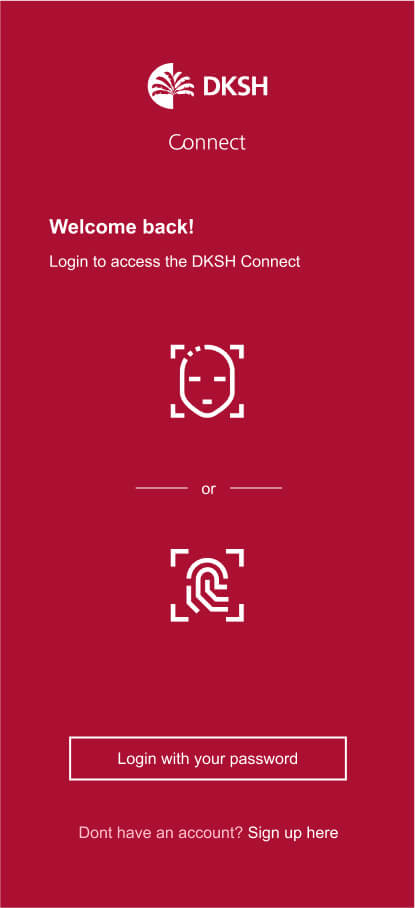 DKSH
Connect
Welcome back!
Login to access the DKSH Connect
or
Login with your password
Dont have an account? Sign up here